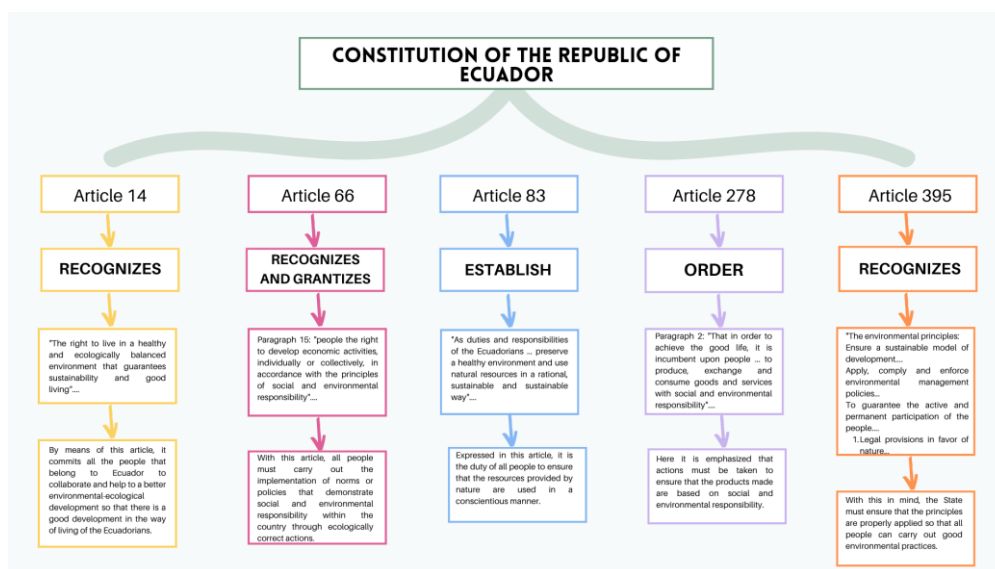 CONSTITUTION OF THE REPUBLIC OF
ECUADOR
Article 14
RECOGNIZES
"The right to live in a healthy
and ecologically balanced
environment that guarantees
sustainability and good
living"....
By means of this article, it
commits all the people that
belong to Ecuador to
collaborate and help to a better
environmental-ecological
development so that there is a
good development in the way
of living of the Ecuadorians.
Article 66
RECOGNIZES
AND GRANTIZES
Paragraph 15: "people the right
to develop economic activities,
individually or collectively, in
accordance with the principles
of social and environmental
responsibility"....
With this article, all people
must carry out the
implementation of norms or
policies that demonstrate
social and environmental
responsibility within the
country through ecologically
correct actions.
Article 83
ESTABLISH
"As duties and responsibilities
of the Ecuadorians ... preserve
a healthy environment and use
natural resources in a rational,
sustainable and sustainable
way"....
Expressed in this article, it is
the duty of all people to ensure
that the resources provided by
nature are used in a
conscientious manner.
Article 278
ORDER
Paragraph 2: "That in order to
achieve the good life, it is
incumbent upon people ... to
produce, exchange and
consume goods and services
with social and environmental
responsibility"....
Here it is emphasized that
actions must be taken to
ensure that the products made
are based on social and
environmental responsibility.
Article 395
RECOGNIZES
"The environmental principles:
Ensure a sustainable model of
development....
Apply, comply and enforce
environmental management
policies...
To guarantee the active and
permanent participation of the
people....
1. Legal provisions in favor of
nature...
With this in mind, the State
must ensure that the principles
are properly applied so that all
people can carry out good
environmental practices.